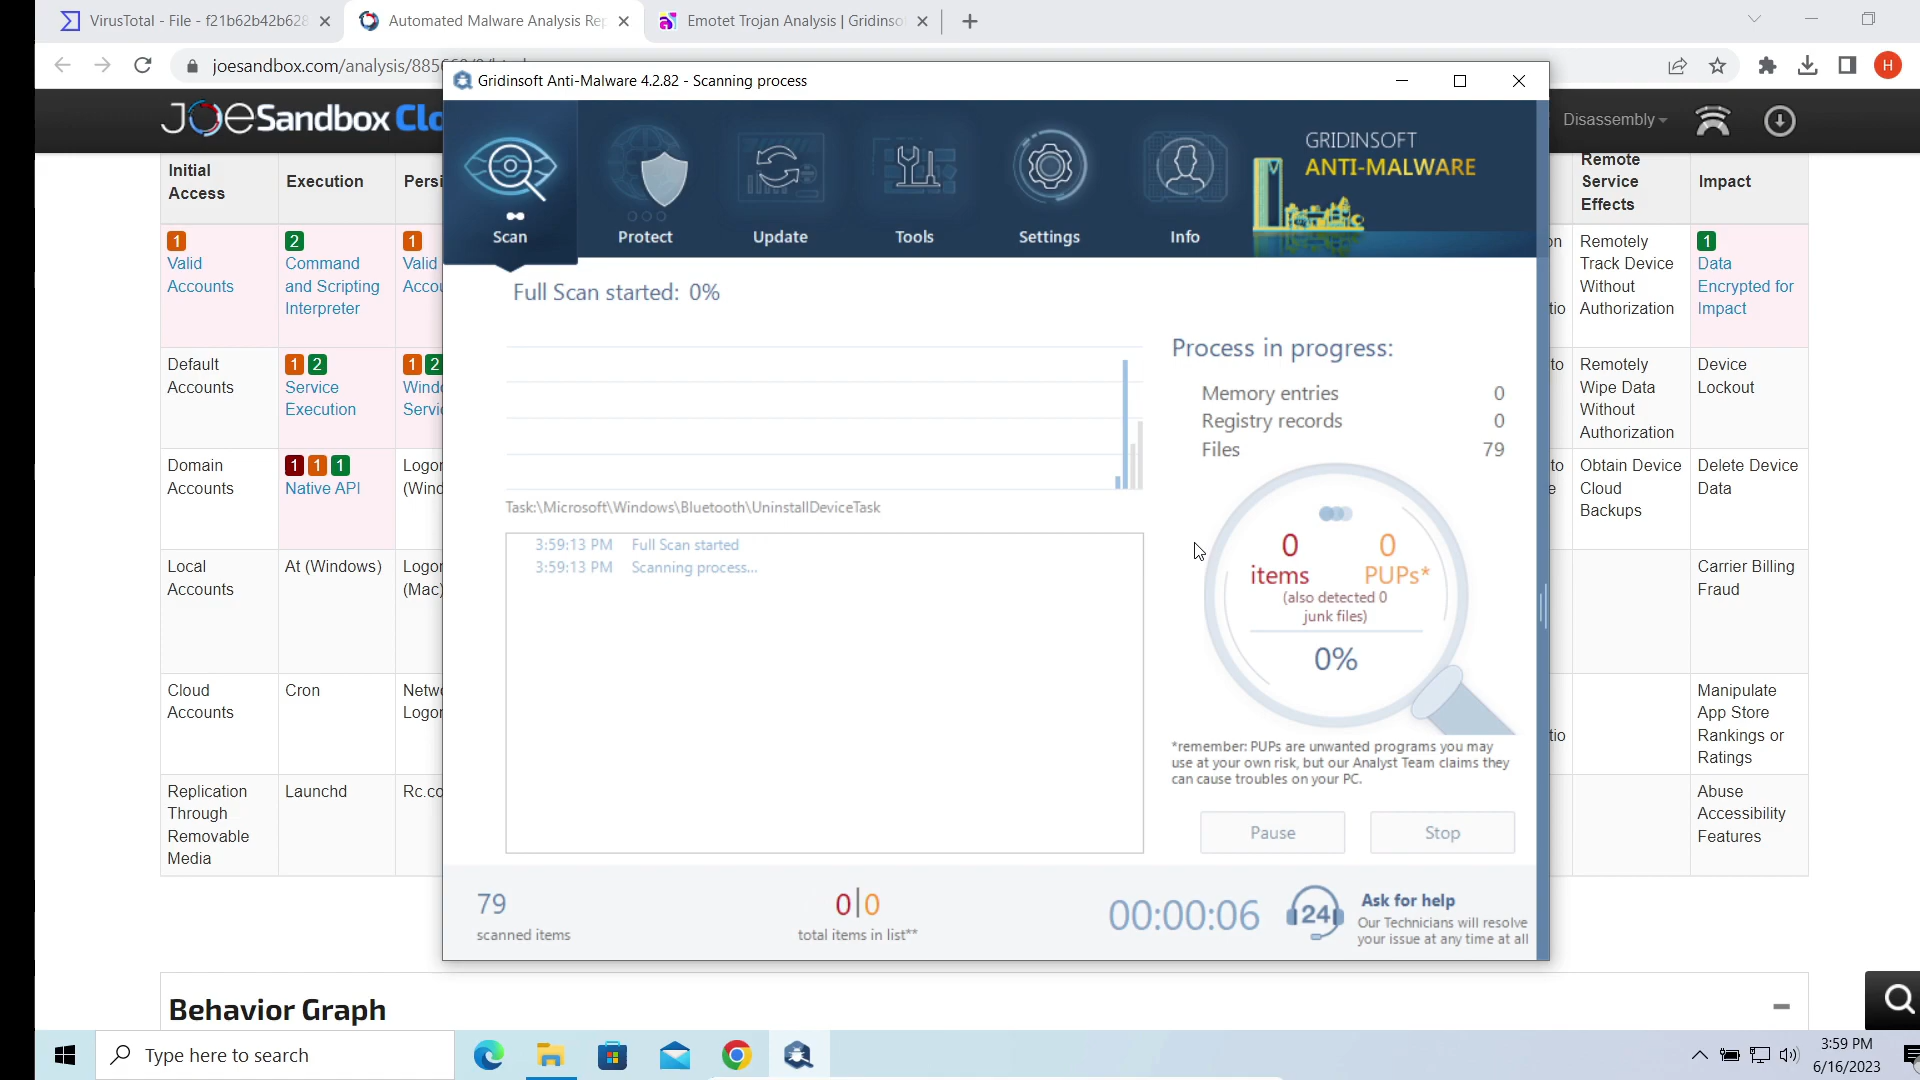 VirusTotal - File - f21b62b42b628
Automated Malware Analysis Rep
Emotet Trojan Analysis | Gridinso
joesandbox.com/analysis/885
H
Gridinsoft Anti-Malware 4.2.82 - Scanning process
JOESandbox Clo
Disassembly
Scan
Protect
Update
Tools
Settings
Info
GRIDINSOFT
ANTI-MALWARE
Initial
Access
Execution
Persi
Remote
Service
Effects
Impact
1
Valid
Accounts
2
Command
and Scripting
Interpreter
1
Valid
Accou
on
tio
Remotely
Track Device
Without
Authorization
1
Data
Encrypted for
Impact
Default
Accounts
1 2
Service
Execution
1 2
Windo
Servic
to
Remotely
Wipe Data
Without
Authorization
Device
Lockout
Domain
Accounts
1 1 1
Native API
Logon
(Wind
to
e
Obtain Device
Cloud
Backups
Delete Device
Data
Local
Accounts
At (Windows)
Logon
(Mac)
Carrier Billing
Fraud
Cloud
Accounts
Cron
Netwo
Logon
tio
Manipulate
App Store
Rankings or
Ratings
Replication
Through
Removable
Media
Launchd
Rc.co
Abuse
Accessibility
Features
Full Scan started: 0%
Task:\Microsoft\Windows\Bluetooth\UninstallDeviceTask
3:59:13 PM Full Scan started
3:59:13 PM Scanning process...
Process in progress:
Memory entries 0
Registry records 0
Files 79
0 items
0 PUPs*
(also detected 0
junk files)
0%
*remember: PUPs are unwanted programs you may
use at your own risk, but our Analyst Team claims they
can cause troubles on your PC.
Pause
Stop
79
scanned items
0|0
total items in list**
00:00:06
24
Ask for help
Our Technicians will resolve
your issue at any time at all
Behavior Graph
Type here to search
3:59 PM
6/16/2023